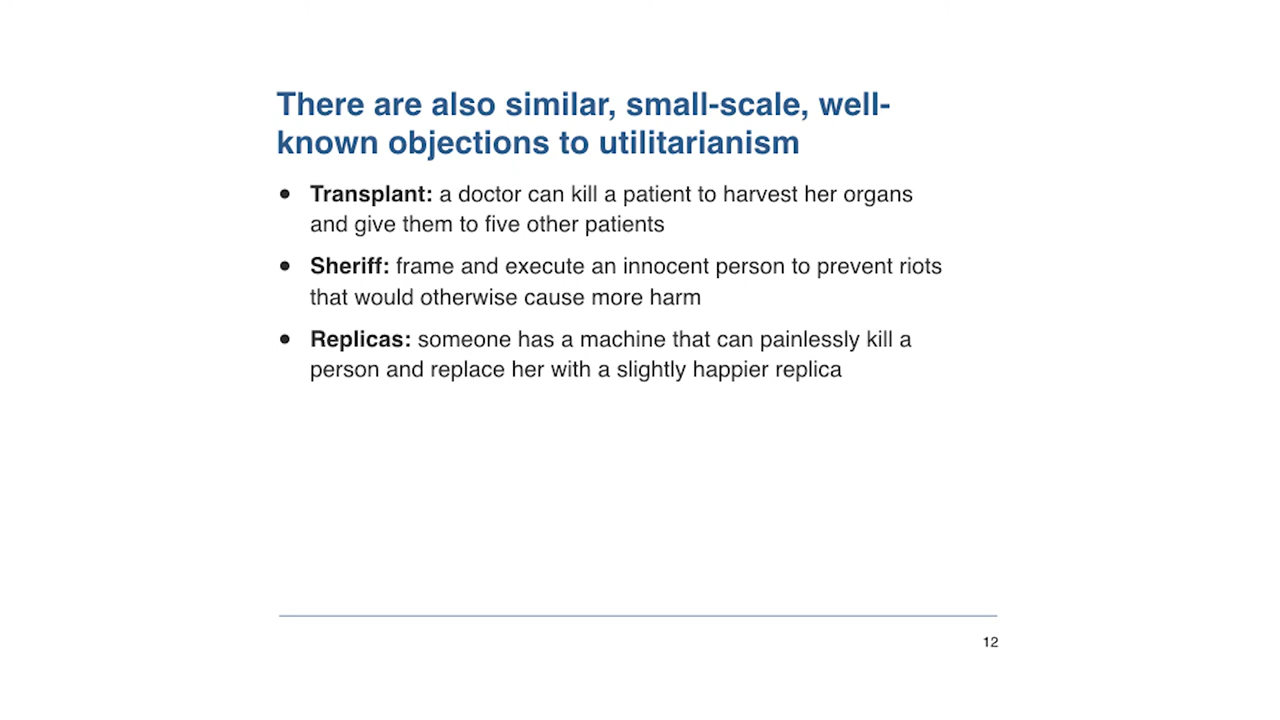 There are also similar, small-scale, well-
known objections to utilitarianism
● Transplant: a doctor can kill a patient to harvest her organs
and give them to five other patients
● Sheriff: frame and execute an innocent person to prevent riots
that would otherwise cause more harm
● Replicas: someone has a machine that can painlessly kill a
person and replace her with a slightly happier replica
12